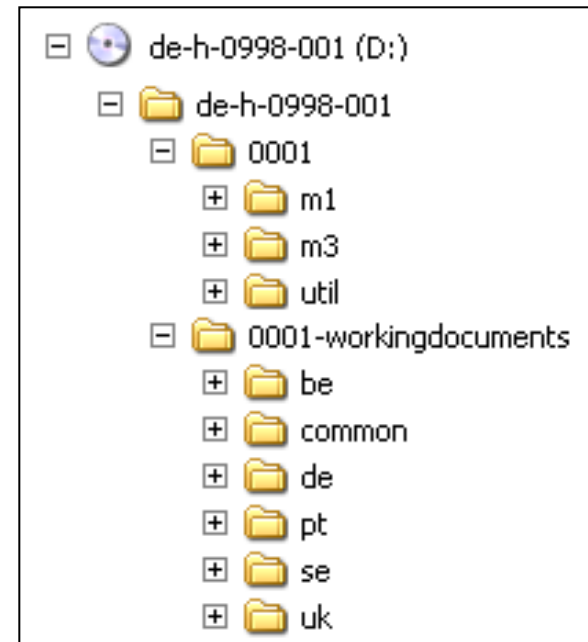 de-h-0998-001 (D:)
de-h-0998-001
0001
m1
m3
util
0001-workingdocuments
be
common
de
pt
se
uk